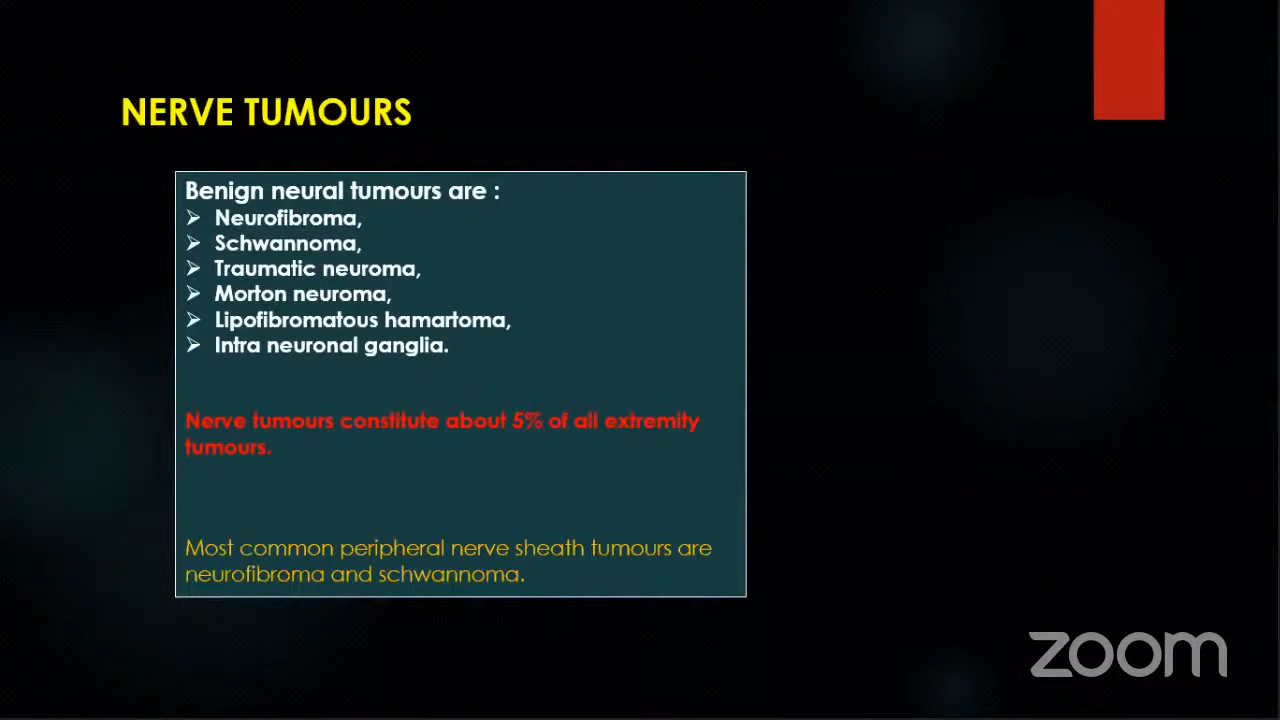 NERVE TUMOURS
Benign neural tumours are :
➢ Neurofibroma,
➢ Schwannoma,
➢ Traumatic neuroma,
➢ Morton neuroma,
➢ Lipofibromatous hamartoma,
➢ Intra neuronal ganglia.
Nerve tumours constitute about 5% of all extremity
tumours.
Most common peripheral nerve sheath tumours are
neurofibroma and schwannoma.
zoom